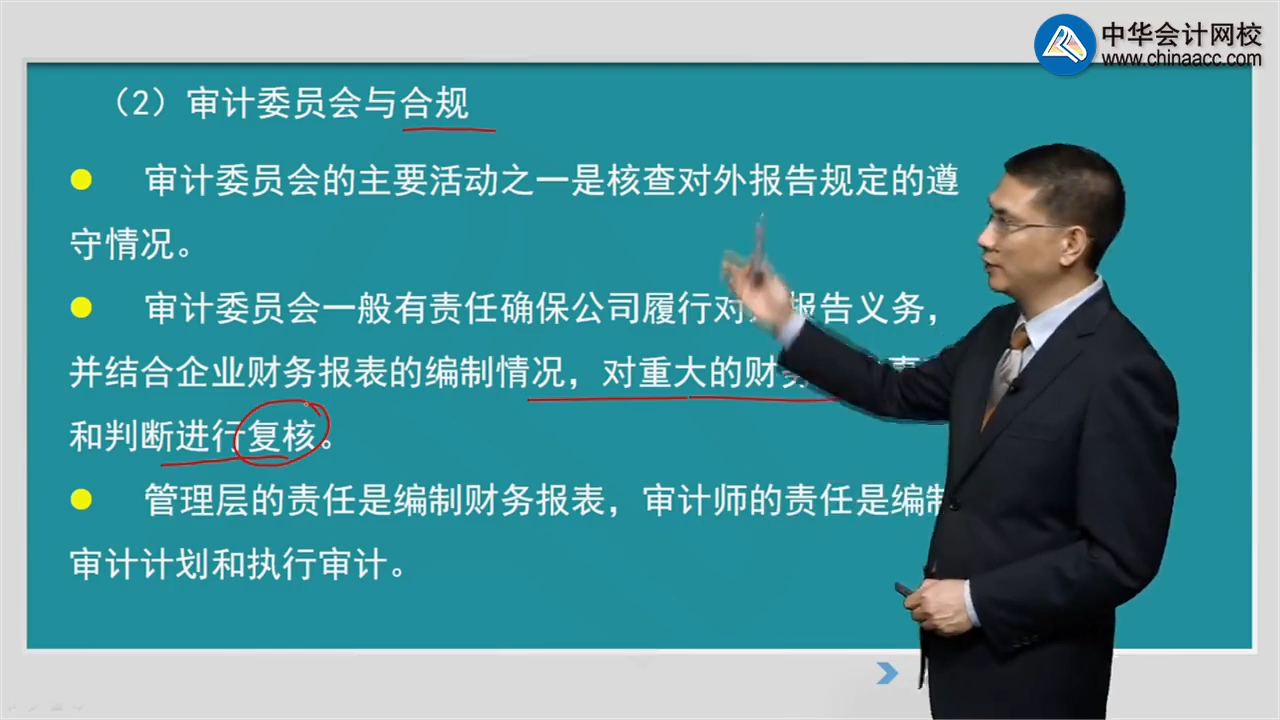 中华会计网校
www.chinaacc.com
（2）审计委员会与合规
审计委员会的主要活动之一是核查对外报告规定的遵
守情况。
审计委员会一般有责任确保公司履行对 报告义务，
并结合企业财务报表的编制情况，对重大的财务
和判断进行复核。
管理层的责任是编制财务报表，审计师的责任是编制
审计计划和执行审计。